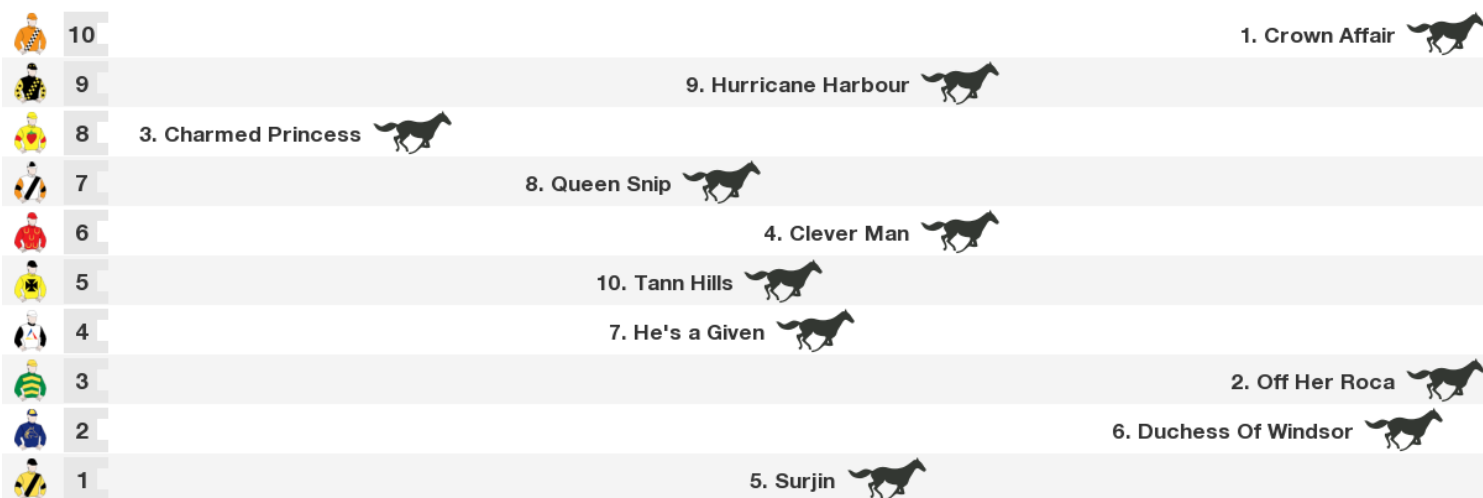 10 1. Crown Affair
9 9. Hurricane Harbour
8 3. Charmed Princess
7 8. Queen Snip
6 4. Clever Man
5 10. Tann Hills
4 7. He's a Given
3 2. Off Her Roca
2 6. Duchess Of Windsor
1 5. Surjin